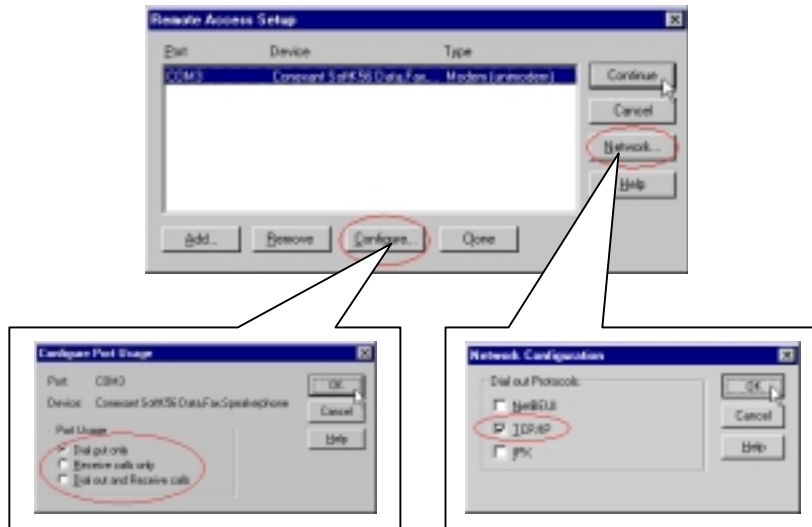 Remote Access Setup
Port Device Type
COM3 Conexant SoftK56 Data,Fax,... Modem (unimodem)
Continue
Cancel
Network...
Help
Add... Remove Configure... Clone
Configure Port Usage
Port: COM3
Device: Conexant SoftK56 Data,Fax,Speakerphone
Port Usage
Dial out only
Receive calls only
Dial out and Receive calls
OK
Cancel
Help
Network Configuration
Dial out Protocols:
NetBEUI
TCP/IP
IPX
OK
Cancel
Help